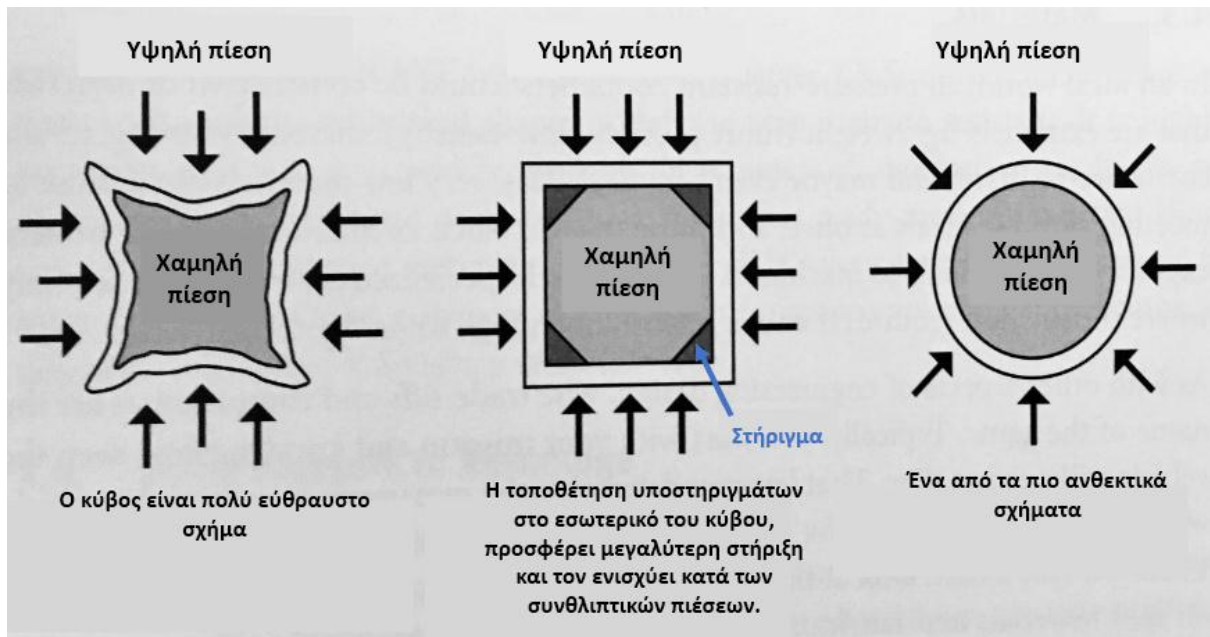 Υψηλή πίεση
Χαμηλή
πίεση
Ο κύβος είναι πολύ εύθραυστο
σχήμα
Υψηλή πίεση
Χαμηλή
πίεση
Στήριγμα
Η τοποθέτηση υποστηριγμάτων
στο εσωτερικό του κύβου,
προσφέρει μεγαλύτερη στήριξη
και τον ενισχύει κατά των
συνθλιπτικών πιέσεων.
Υψηλή πίεση
Χαμηλή
πίεση
Ένα από τα πιο ανθεκτικά
σχήματα